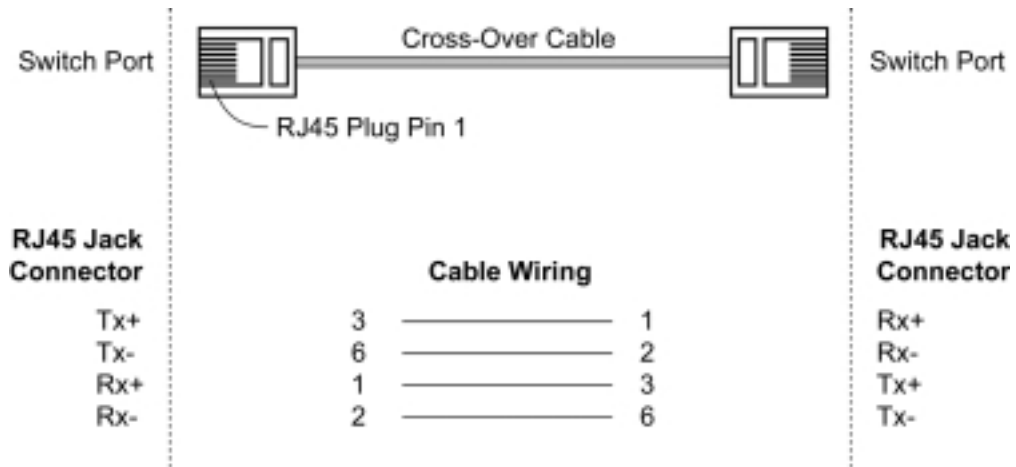 Cross-Over Cable
Switch Port
Switch Port
RJ45 Plug Pin 1
RJ45 Jack
Connector
Cable Wiring
RJ45 Jack
Connector
Tx+ 3 1 Rx+
Tx- 6 2 Rx-
Rx+ 1 3 Tx+
Rx- 2 6 Tx-